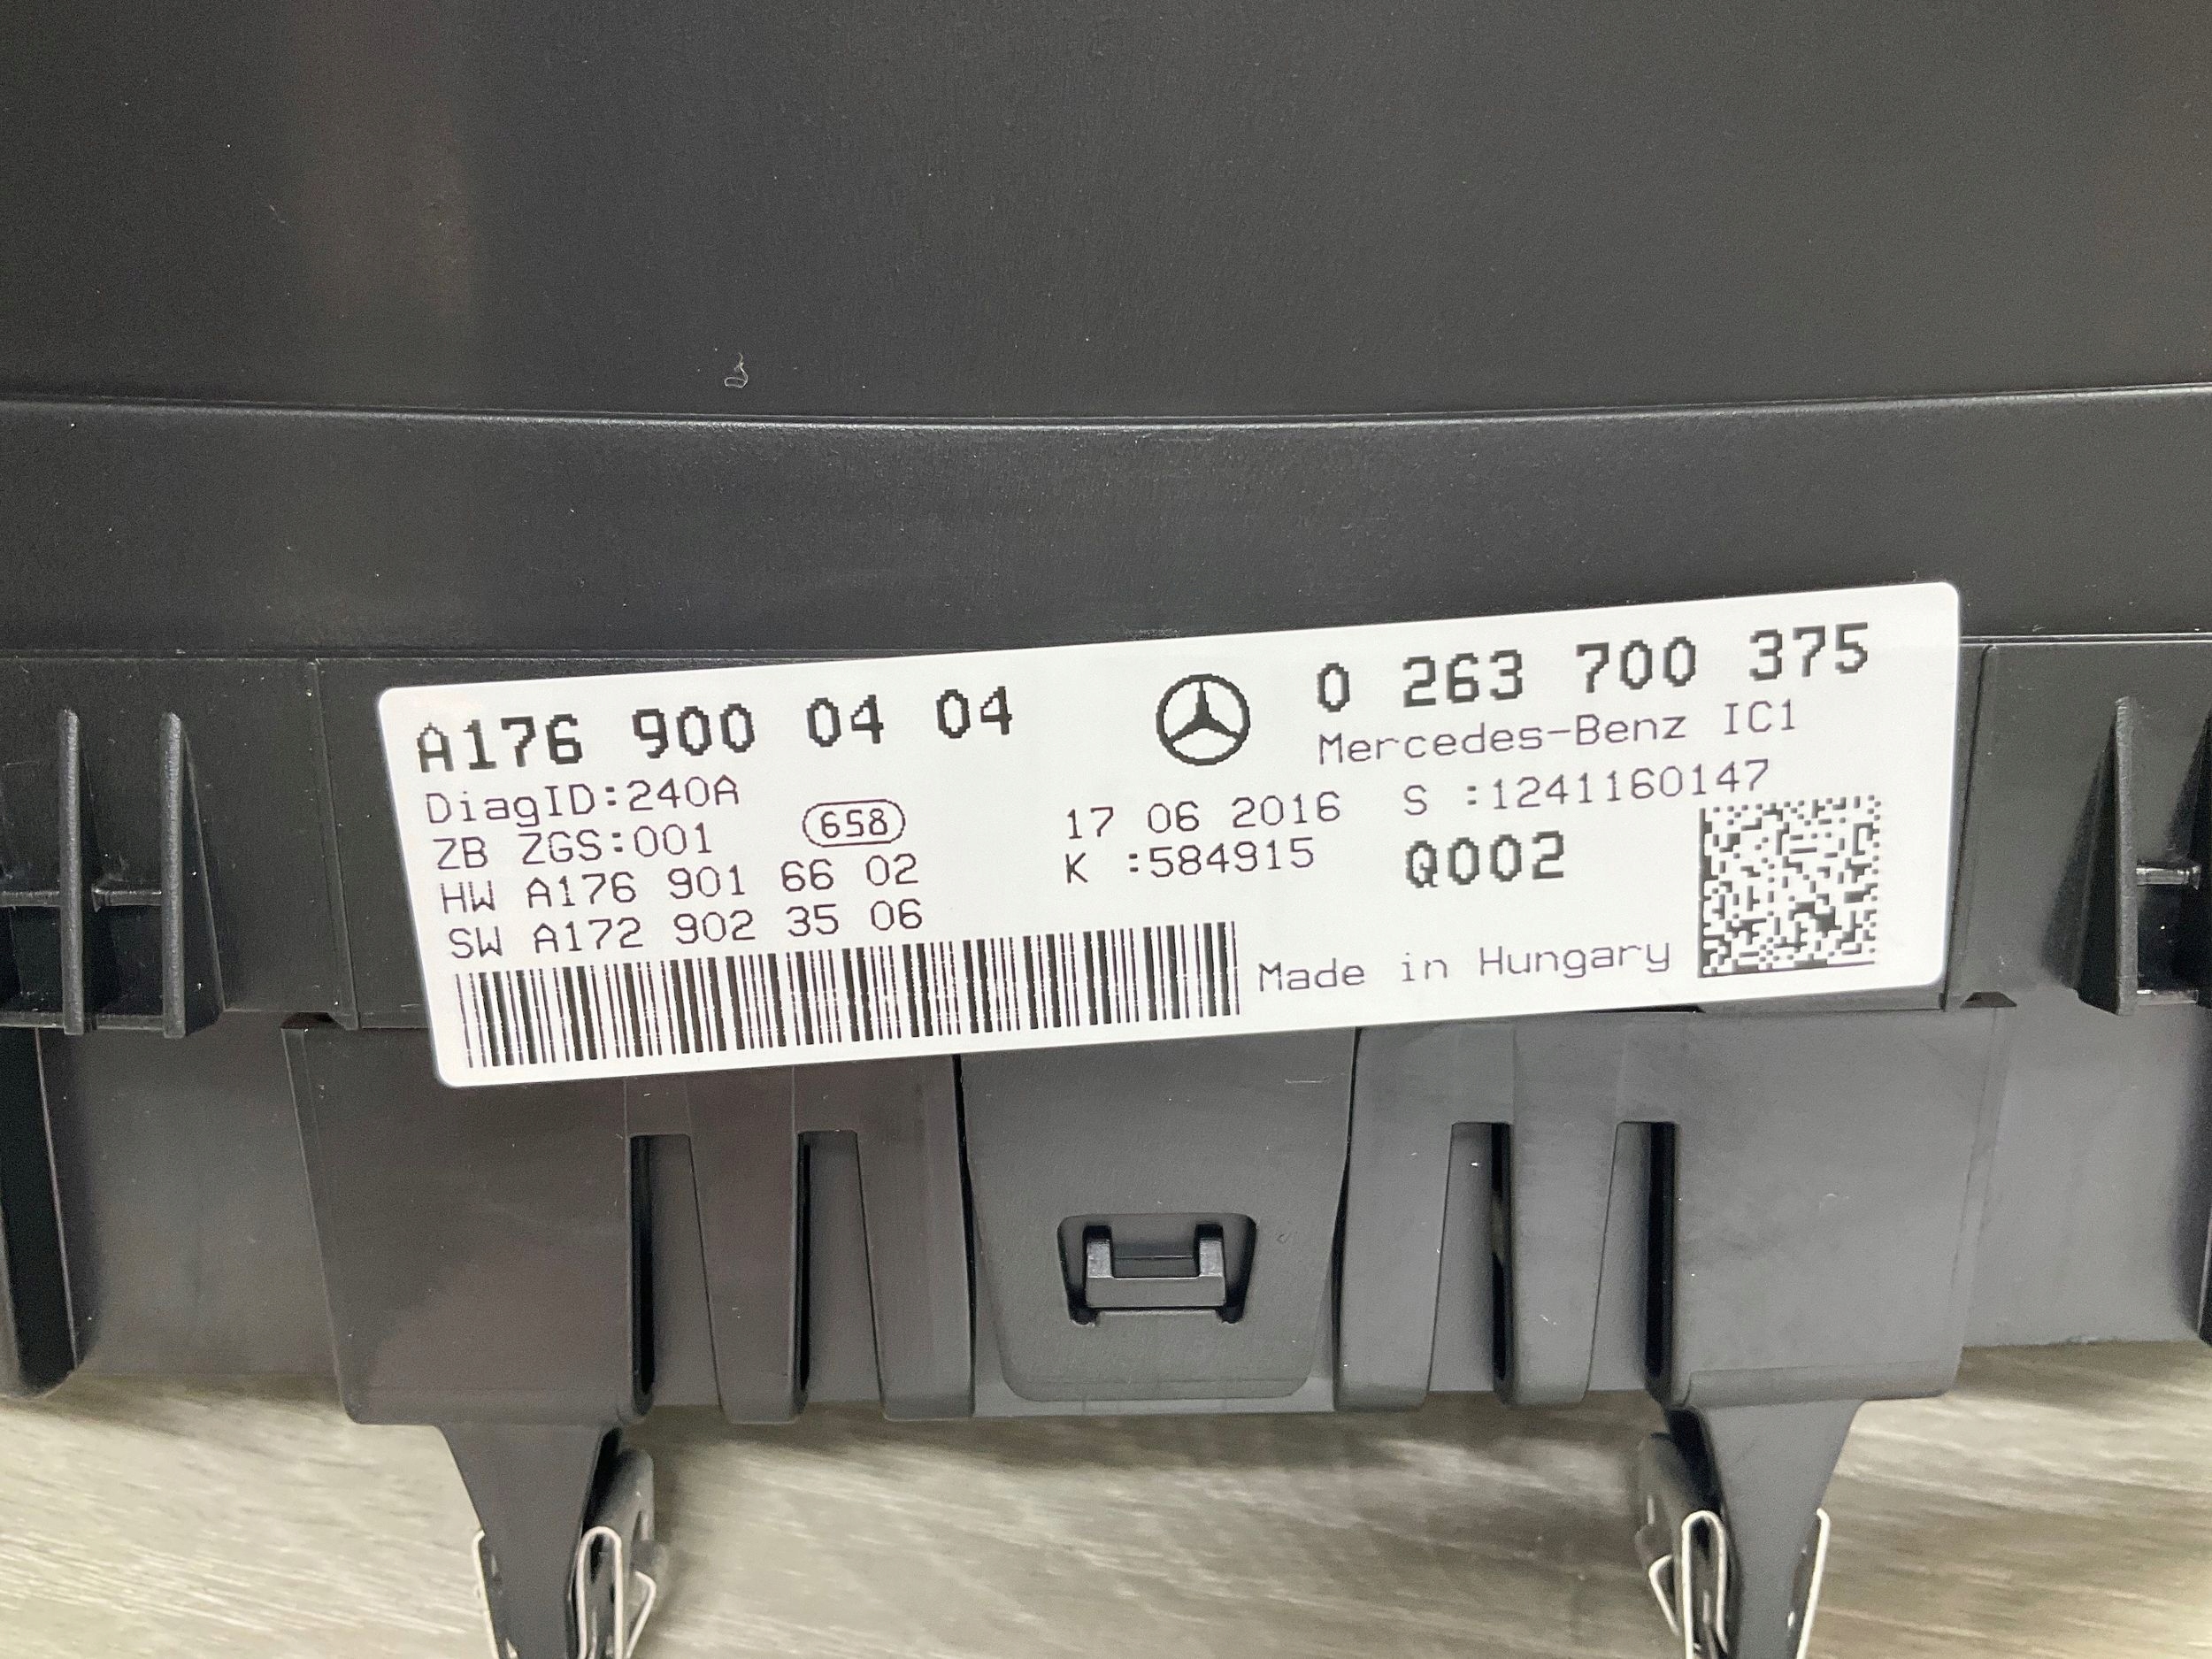 A176 900 04 04
DiagID:240A
ZB ZGS:001
658
HW A176 901 66 02
SW A172 902 35 06
17 06 2016
K :584915
0 263 700 375
Mercedes-Benz IC1
S :1241160147
Q002
Made in Hungary